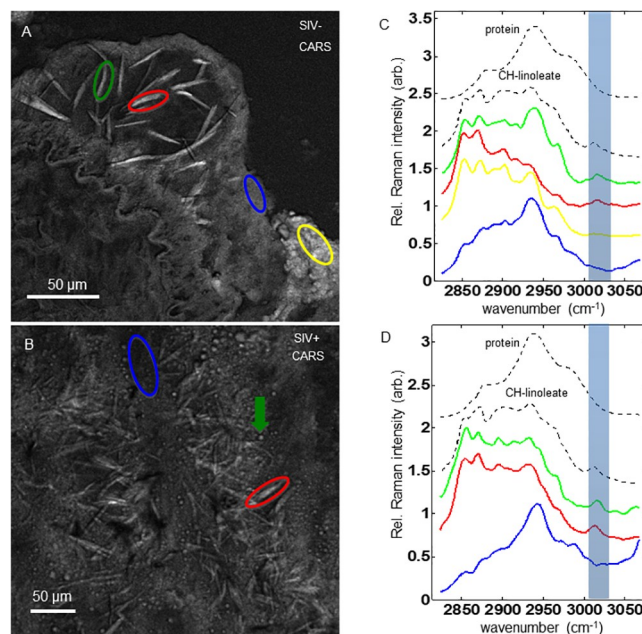 A
SIV-
CARS
50 µm
B
SIV+
CARS
50 µm
C
Rel. Raman intensity (arb.)
3.5
3
2.5
2
1.5
1
0.5
0
protein
CH-linoleate
2850 2900 2950 3000 3050
wavenumber (cm-1)
D
Rel. Raman intensity (arb.)
3
2.5
2
1.5
1
0.5
0
protein
CH-linoleate
2850 2900 2950 3000 3050
wavenumber (cm-1)